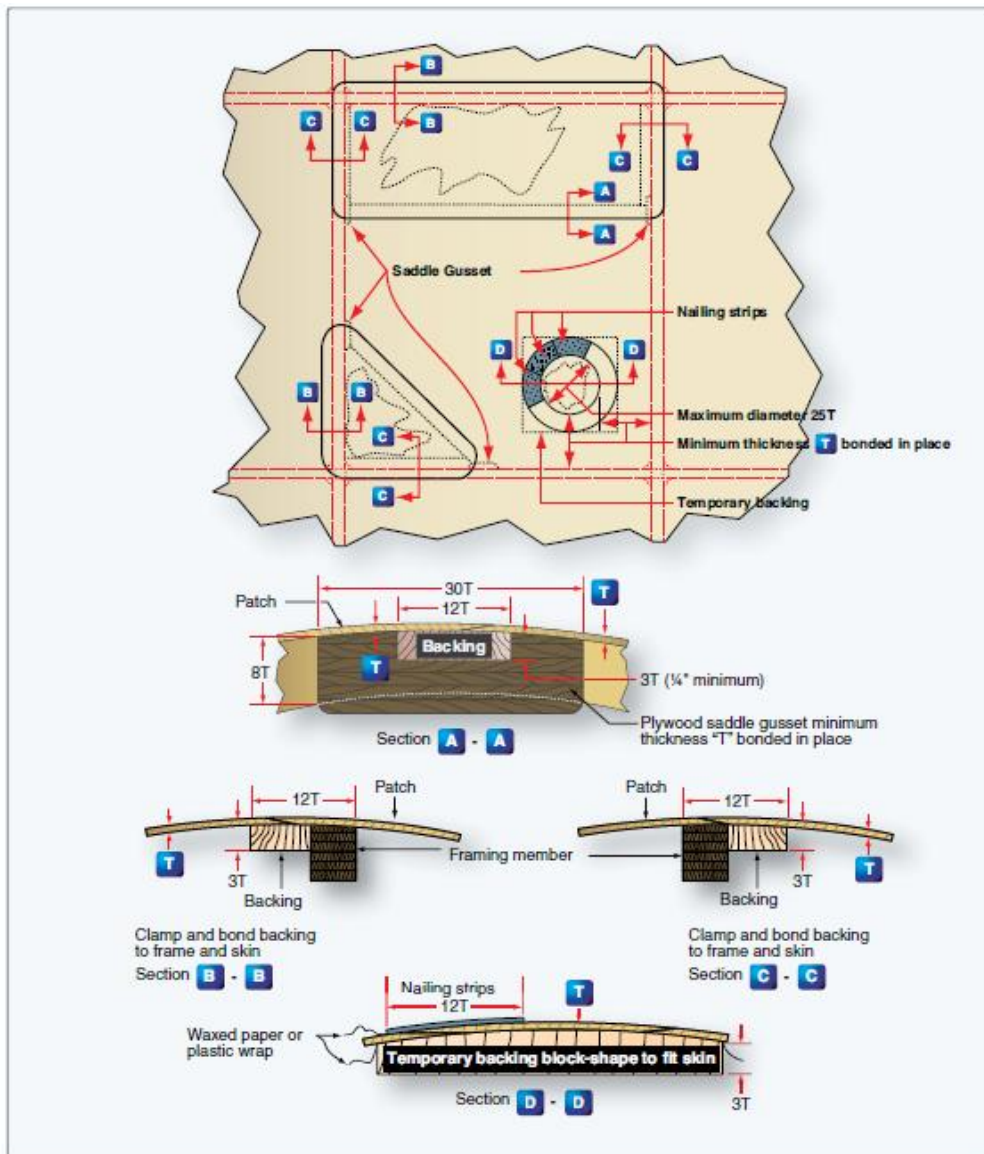 B
C C B C C
A
A
Saddle Gusset
Nailing strips
D D
B B
Maximum diameter 25T
C
Minimum thickness T bonded in place
C
Temporary backing
30T
T
Patch
12T
Backing
8T
T
3T (¼" minimum)
Plywood saddle gusset minimum
thickness "T" bonded in place
Section A - A
Patch
12T
T
3T
Framing member
Backing
Clamp and bond backing
to frame and skin
Section B - B
Patch
12T
T
3T
Backing
Clamp and bond backing
to frame and skin
Section C - C
Nailing strips
12T
T
Waxed paper or
plastic wrap
Temporary backing block-shape to fit skin
3T
Section D - D